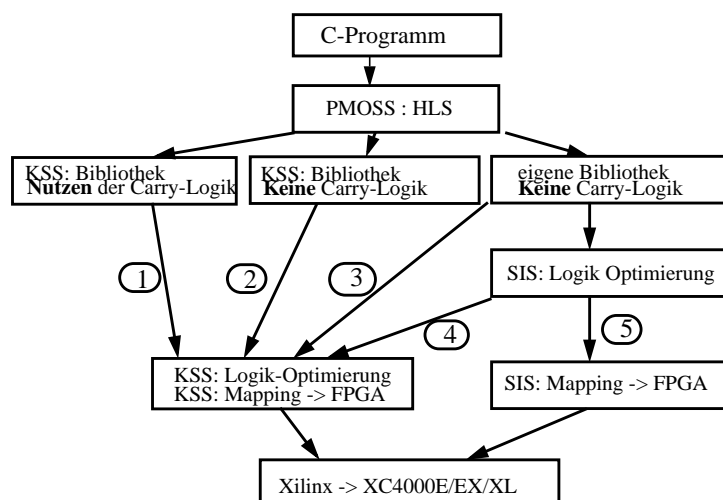 C-Programm
PMOSS : HLS
KSS: Bibliothek
Nutzen der Carry-Logik
KSS: Bibliothek
Keine Carry-Logik
eigene Bibliothek
Keine Carry-Logik
1
2
3
SIS: Logik Optimierung
4
5
KSS: Logik-Optimierung
KSS: Mapping -> FPGA
SIS: Mapping -> FPGA
Xilinx -> XC4000E/EX/XL